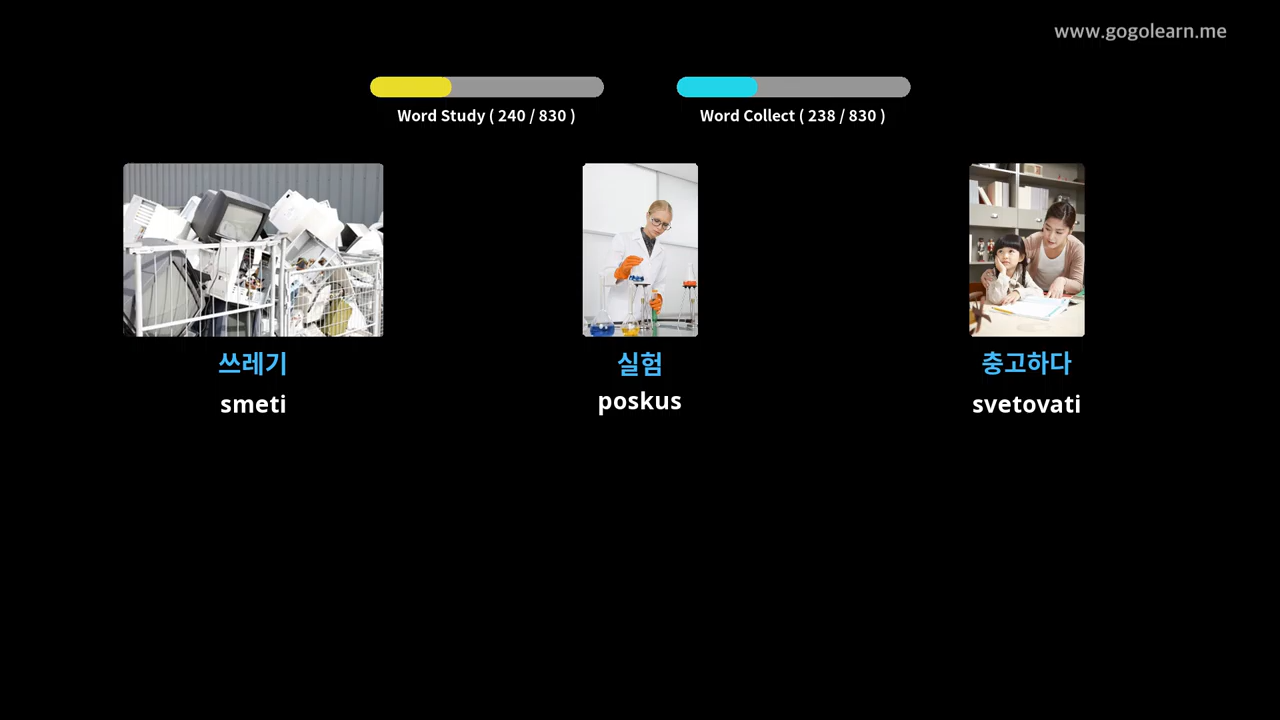 www.gogolearn.me
Word Study ( 240 / 830 )
Word Collect ( 238 / 830 )
쓰레기
실험
충고하다
smeti
poskus
svetovati